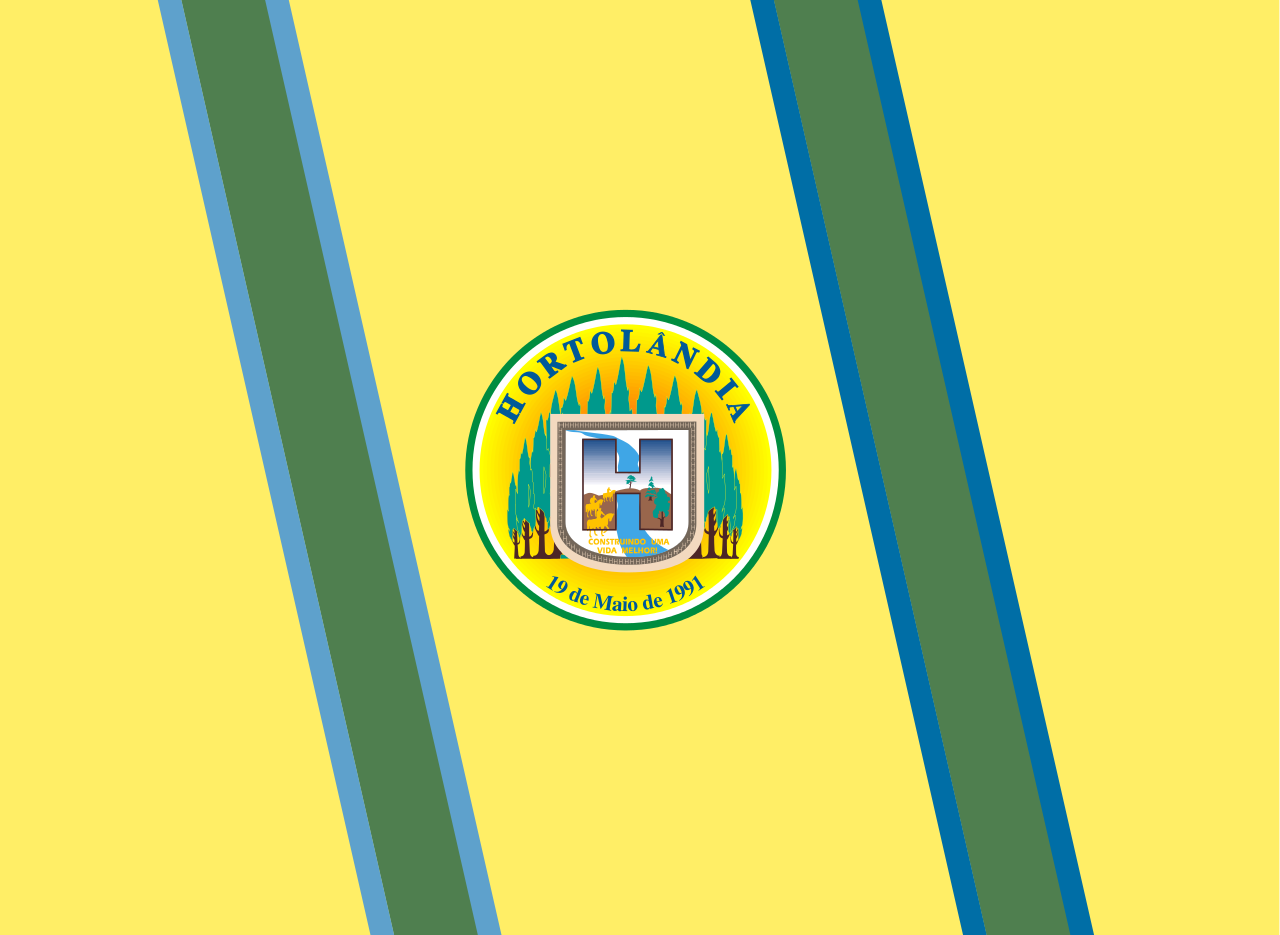 HORTOLÂNDIA
H
CONSTRUINDO UMA
VIDA MELHOR!
19 de Maio de 1991